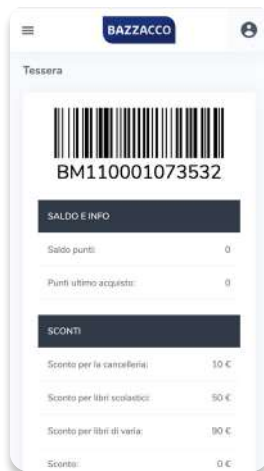 BAZZACCO
Tessera
BM110001073532
SALDO E INFO
Saldo punti: 0
Punti ultimo acquisto: 0
SCONTI
Sconto per la cancelleria: 10 €
Sconto per libri scolastici: 50 €
Sconto per libri di varia: 90 €
Sconto: 0 €